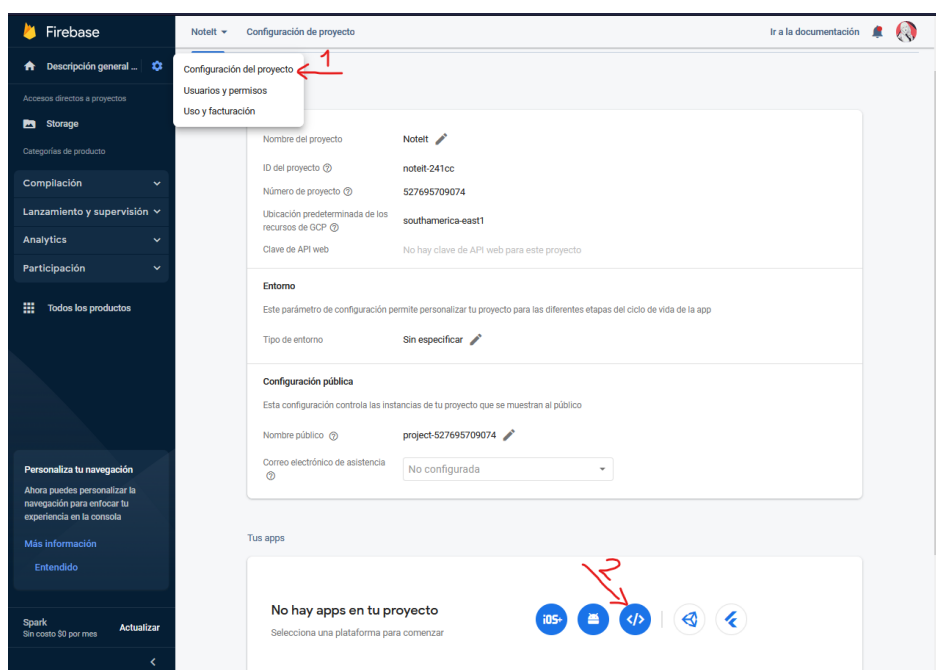 Firebase
NoteIt
Configuración de proyecto
Ir a la documentación
Descripción general ...
Configuración del proyecto
1
Usuarios y permisos
Uso y facturación
Accesos directos a proyectos
Storage
Categorías de producto
Compilación
Lanzamiento y supervisión
Analytics
Participación
Todos los productos
Nombre del proyecto
NoteIt
ID del proyecto
noteit-241cc
Número de proyecto
527695709074
Ubicación predeterminada de los
recursos de GCP
southamerica-east1
Clave de API web
No hay clave de API web para este proyecto
Entorno
Este parámetro de configuración permite personalizar tu proyecto para las diferentes etapas del ciclo de vida de la app
Tipo de entorno
Sin especificar
Configuración pública
Esta configuración controla las instancias de tu proyecto que se muestran al público
Nombre público
project-527695709074
Correo electrónico de asistencia
No configurada
Personaliza tu navegación
Ahora puedes personalizar la
navegación para enfocar tu
experiencia en la consola
Más información
Entendido
Spark
Sin costo $0 por mes
Actualizar
Tus apps
2
No hay apps en tu proyecto
Selecciona una plataforma para comenzar
iOS+
</>